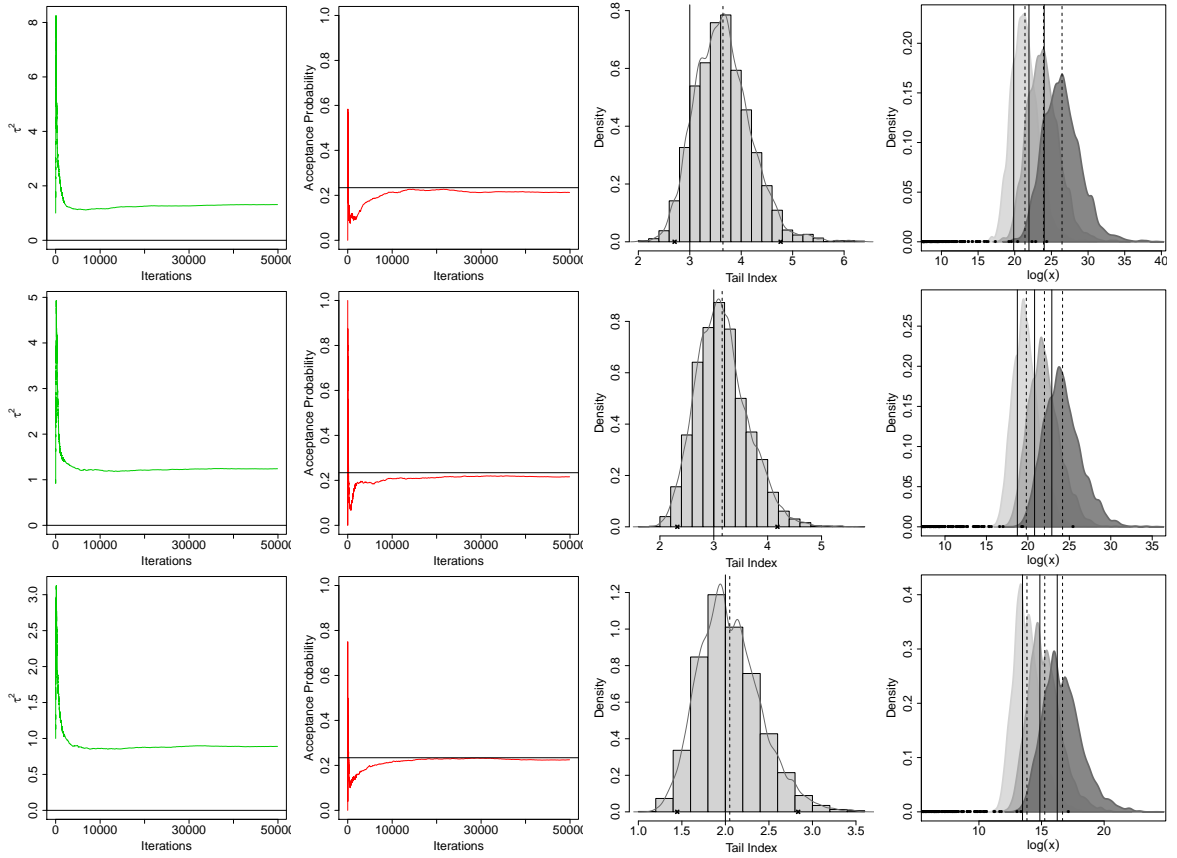 τ²
0 2 4 6 8
0 10000 30000 50000
Iterations
Acceptance Probability
0.0 0.2 0.4 0.6 0.8 1.0
0 10000 30000 50000
Iterations
Density
0.0 0.2 0.4 0.6 0.8
2 3 4 5 6
Tail Index
Density
0.00 0.05 0.10 0.15 0.20
10 15 20 25 30 35 40
log(x)
τ²
0 1 2 3 4 5
0 10000 30000 50000
Iterations
Acceptance Probability
0.0 0.2 0.4 0.6 0.8 1.0
0 10000 30000 50000
Iterations
Density
0.0 0.2 0.4 0.6 0.8
2 3 4 5
Tail Index
Density
0.00 0.05 0.10 0.15 0.20 0.25
10 15 20 25 30 35
log(x)
τ²
0.0 0.5 1.0 1.5 2.0 2.5 3.0
0 10000 30000 50000
Iterations
Acceptance Probability
0.0 0.2 0.4 0.6 0.8 1.0
0 10000 30000 50000
Iterations
Density
0.0 0.2 0.4 0.6 0.8 1.0 1.2
1.0 1.5 2.0 2.5 3.0 3.5
Tail Index
Density
0.0 0.1 0.2 0.3 0.4
10 15 20
log(x)